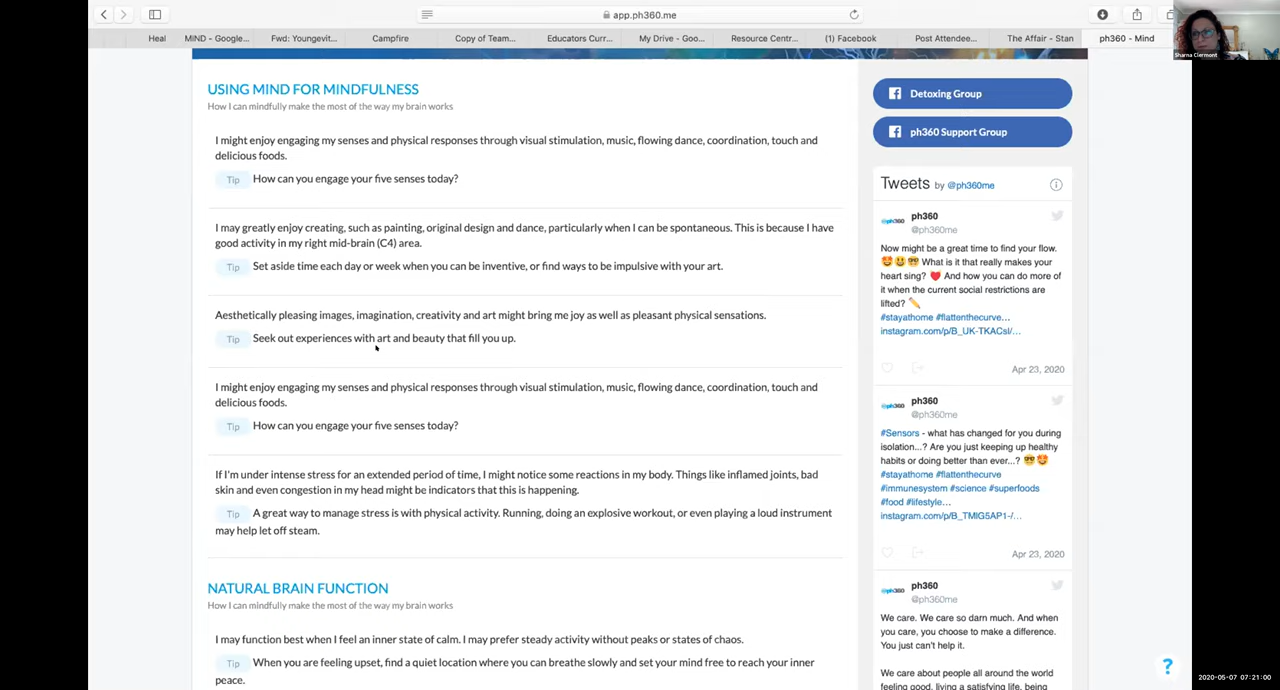 app.ph360.me
Heal
MiND - Google...
Fwd: Youngevit...
Campfire
Copy of Team...
Educators Curr...
My Drive - Goo...
Resource Centr...
(1) Facebook
Post Attendee...
The Affair - Stan
ph360 - Mind
Sharna Clermont
USING MIND FOR MINDFULNESS
How I can mindfully make the most of the way my brain works
I might enjoy engaging my senses and physical responses through visual stimulation, music, flowing dance, coordination, touch and
delicious foods.
Tip How can you engage your five senses today?
I may greatly enjoy creating, such as painting, original design and dance, particularly when I can be spontaneous. This is because I have
good activity in my right mid-brain (C4) area.
Tip Set aside time each day or week when you can be inventive, or find ways to be impulsive with your art.
Aesthetically pleasing images, imagination, creativity and art might bring me joy as well as pleasant physical sensations.
Tip Seek out experiences with art and beauty that fill you up.
I might enjoy engaging my senses and physical responses through visual stimulation, music, flowing dance, coordination, touch and
delicious foods.
Tip How can you engage your five senses today?
If I'm under intense stress for an extended period of time, I might notice some reactions in my body. Things like inflamed joints, bad
skin and even congestion in my head might be indicators that this is happening.
Tip A great way to manage stress is with physical activity. Running, doing an explosive workout, or even playing a loud instrument
may help let off steam.
NATURAL BRAIN FUNCTION
How I can mindfully make the most of the way my brain works
I may function best when I feel an inner state of calm. I may prefer steady activity without peaks or states of chaos.
Tip When you are feeling upset, find a quiet location where you can breathe slowly and set your mind free to reach your inner
peace.
Detoxing Group
ph360 Support Group
Tweets by @ph360me
ph360
@ph360me
Now might be a great time to find your flow.
😍😃🤓 What is it that really makes your
heart sing? ❤️ And how you can do more of
it when the current social restrictions are
lifted? ✏️
#stayathome #flattenthecurve...
instagram.com/p/B_UK-TKACsl/...
Apr 23, 2020
ph360
@ph360me
#Sensors - what has changed for you during
isolation...? Are you just keeping up healthy
habits or doing better than ever...? 🤓😍
#stayathome #flattenthecurve
#immunesystem #science #superfoods
#food #lifestyle...
instagram.com/p/B_TMIG5AP1-/...
Apr 23, 2020
ph360
@ph360me
We care. We care so darn much. And when
you care, you choose to make a difference.
You just can't help it.
We care about people all around the world
feeling good, living a satisfying life, being
?
2020-05-07 07:21:00